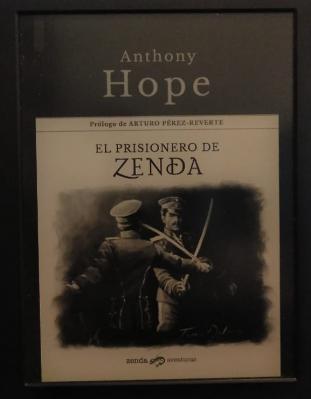 Anthony
Hope
Prólogo de ARTURO PÉREZ-REVERTE
EL PRISIONERO DE
ZENDA
zenda aventuras